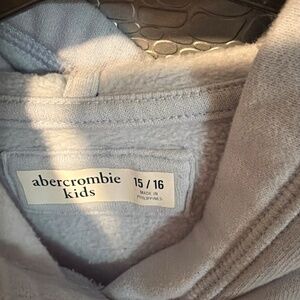 abercrombie
kids
15 / 16
MADE IN
PHILIPPINES